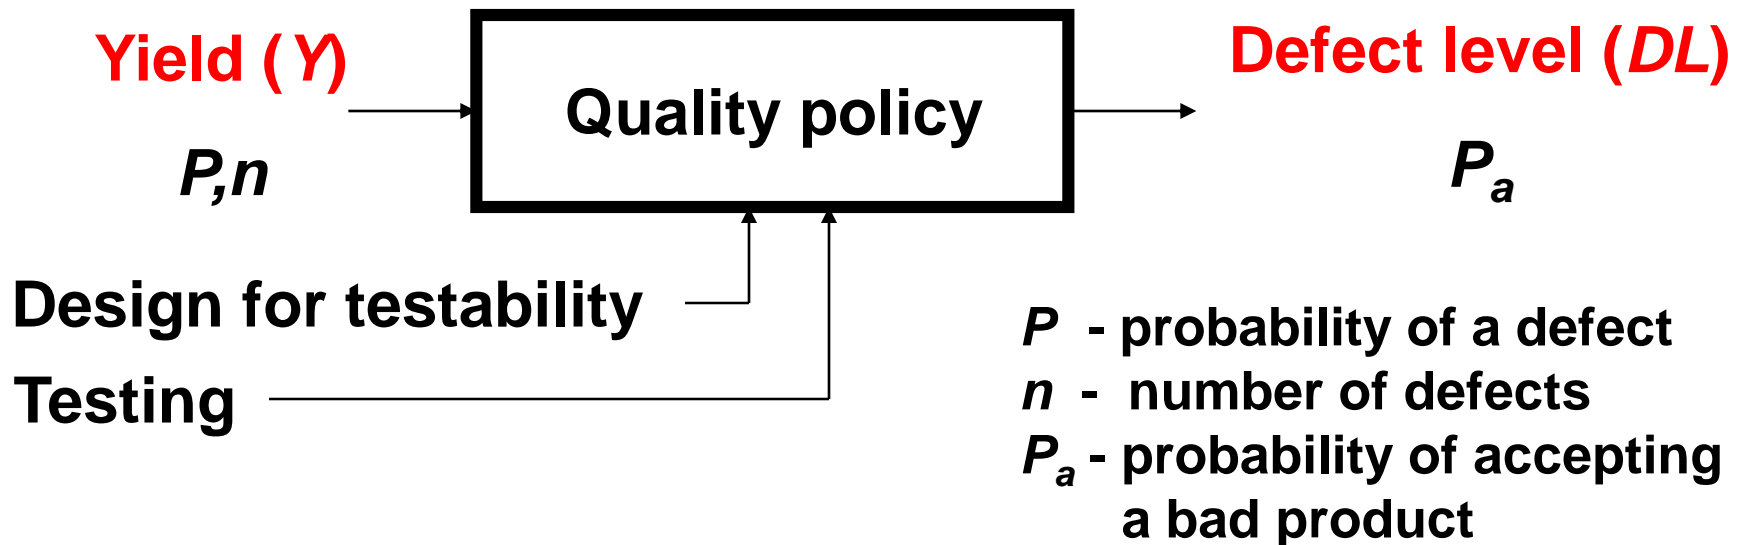 Yield (Y)
P,n
Quality policy
Defect level (DL)
Pa
Design for testability
Testing
P - probability of a defect
n - number of defects
Pa - probability of accepting
a bad product